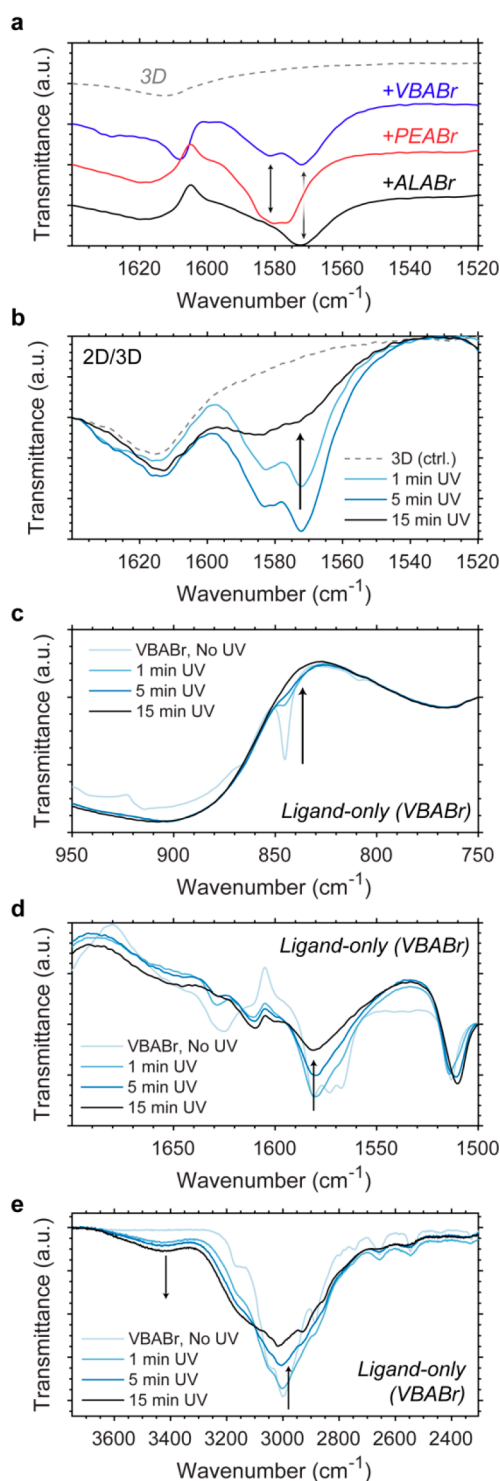 a
3D
+VBABr
+PEABr
+ALABr
Transmittance (a.u.)
1620 1600 1580 1560 1540 1520
Wavenumber (cm⁻¹)
b
2D/3D
3D (ctrl.)
1 min UV
5 min UV
15 min UV
Transmittance (a.u.)
1620 1600 1580 1560 1540 1520
Wavenumber (cm⁻¹)
c
VBABr, No UV
1 min UV
5 min UV
15 min UV
Ligand-only (VBABr)
Transmittance (a.u.)
950 900 850 800 750
Wavenumber (cm⁻¹)
d
Ligand-only (VBABr)
VBABr, No UV
1 min UV
5 min UV
15 min UV
Transmittance (a.u.)
1650 1600 1550 1500
Wavenumber (cm⁻¹)
e
VBABr, No UV
1 min UV
5 min UV
15 min UV
Ligand-only
(VBABr)
Transmittance (a.u.)
3600 3400 3200 3000 2800 2600 2400
Wavenumber (cm⁻¹)